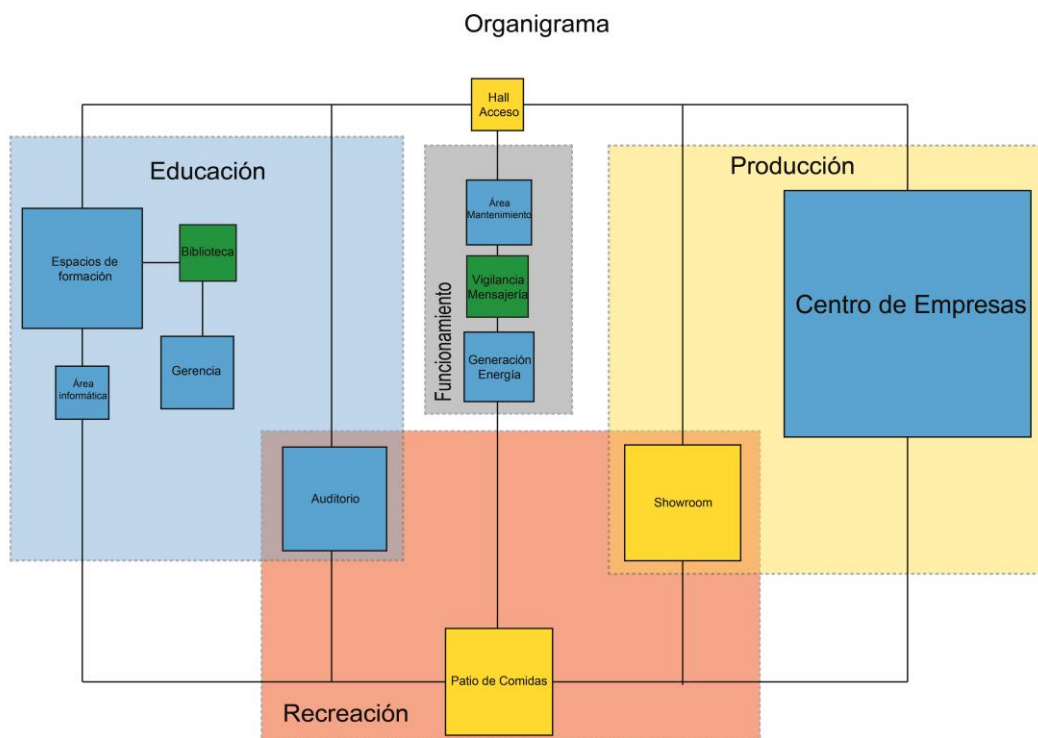 Organigrama
Hall
Acceso
Educación
Producción
Espacios de
formación
Biblioteca
Área
Mantenimiento
Vigilancia
Mensajería
Centro de Empresas
Funcionamiento
Generación
Energía
Gerencia
Área
informática
Auditorio
Showroom
Patio de Comidas
Recreación